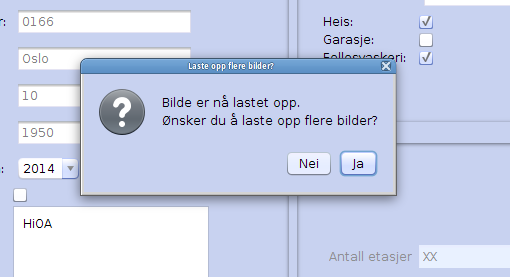 r:
0166
Heis:
Garasje:
Oslo
Fellesvaskeri:
Laste opp flere bilder?
Bilde er nå lastet opp.
Ønsker du å laste opp flere bilder?
10
1950
Nei
Ja
:
2014
HiOA
Antall etasjer
XX